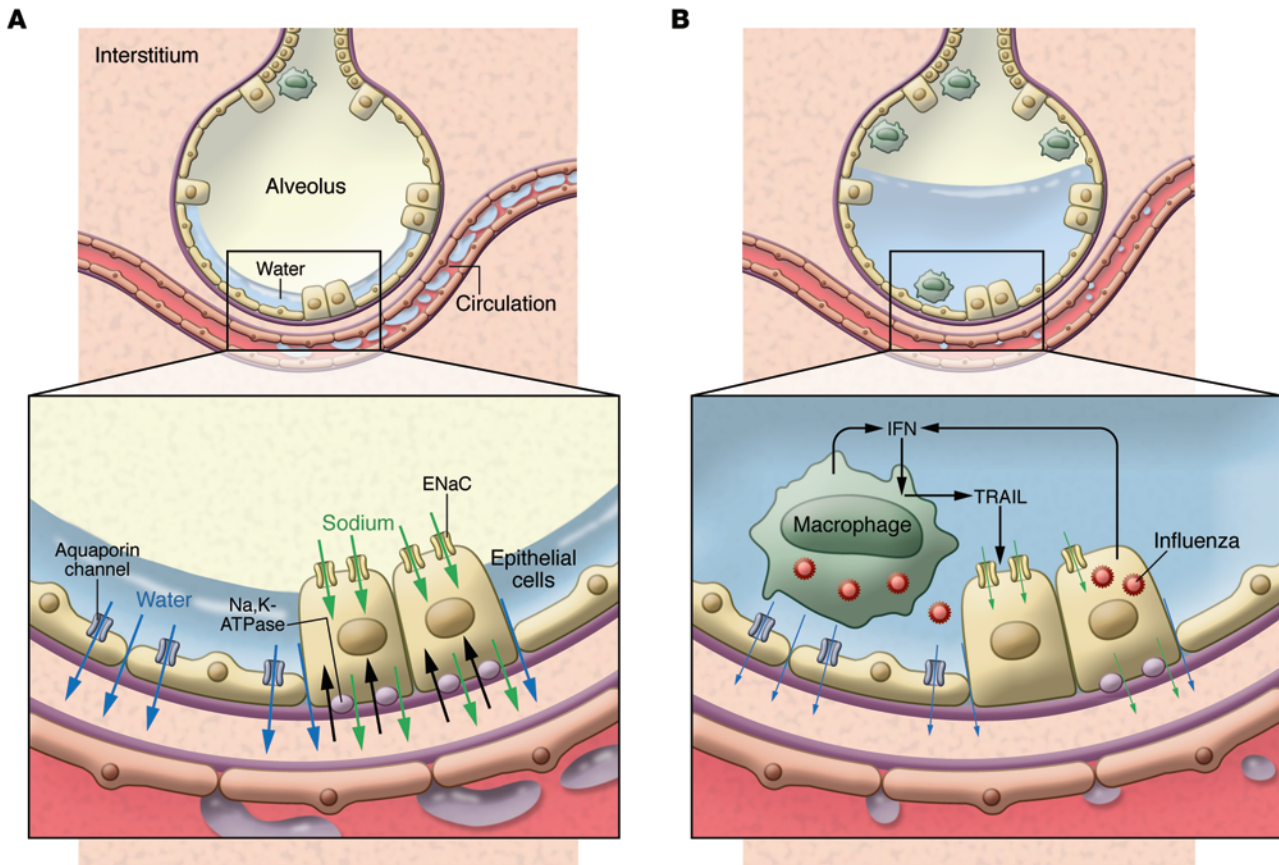 A
Interstitium
Alveolus
Water
Circulation
ENaC
Sodium
Aquaporin
channel
Epithelial
cells
Water
Na,K-
ATPase
B
IFN
TRAIL
Macrophage
Influenza